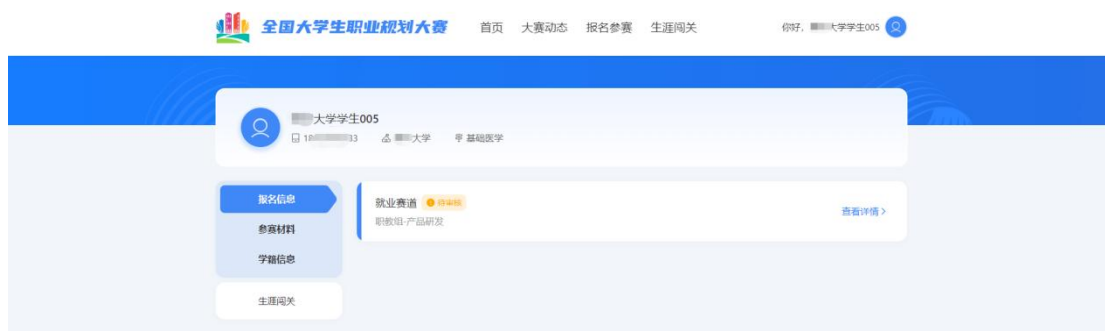 全国大学生职业规划大赛 首页 大赛动态 报名参赛 生涯闯关 你好, 大学学生005
大学学生005
18 33 大学 基础医学
报名信息
参赛材料
学籍信息
生涯闯关
就业赛道 待审核
职教组-产品研发
查看详情 >